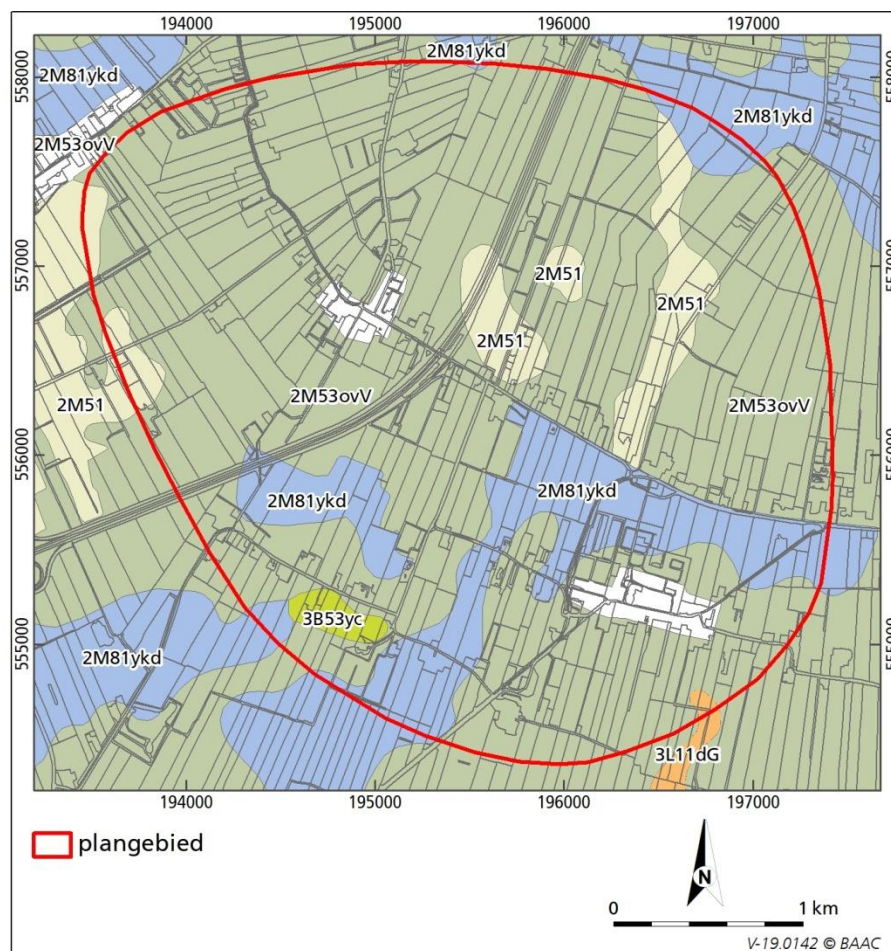 194000 195000 196000 197000
2M81ykd
558000 558000
2M81ykd
2M81ykd
2M53ovV
557000 557000
2M51
2M51
2M51
2M53ovV
2M51
2M53ovV
556000 556000
2M81ykd
2M81ykd
3B53yc
555000 555000
2M81ykd
3L11dG
194000 195000 196000 197000
plangebied
N
0 1 km
V-19.0142 © BAAC